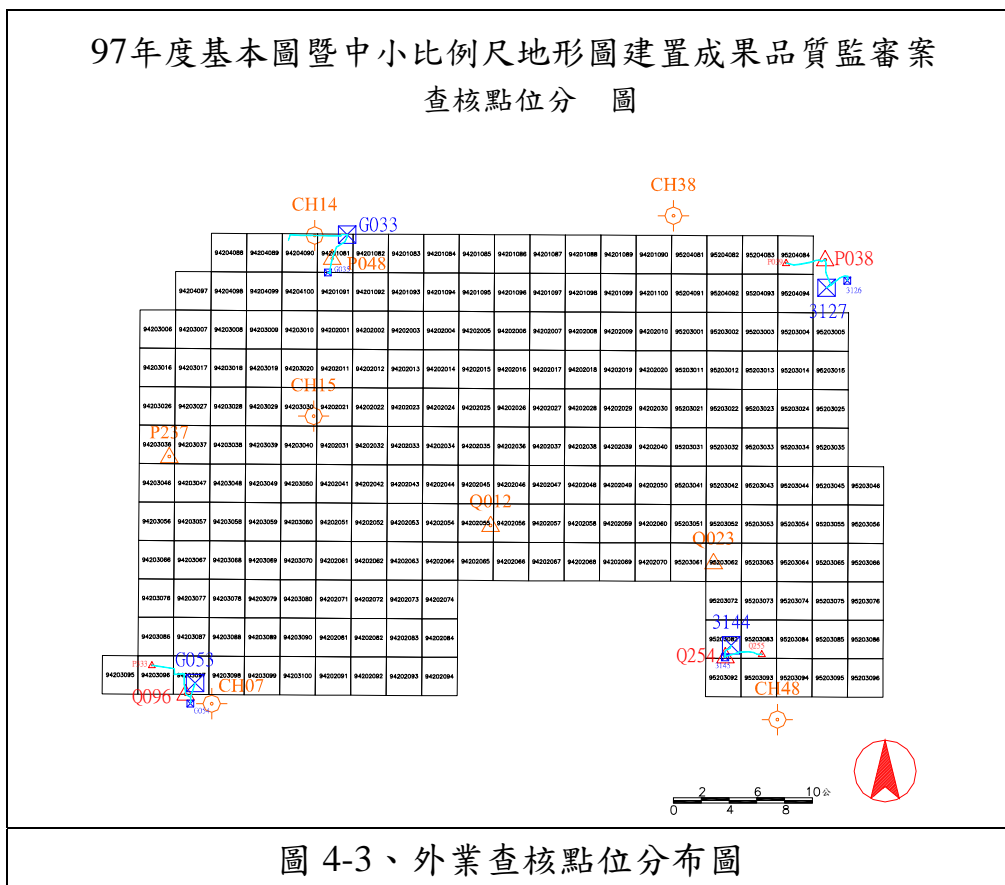 97年度基本圖暨中小比例尺地形圖建置成果品質監審案
查核點位分 圖
CH38
CH14
G033
P048
G035
P038
3126
3127
94204088 94204089 94204090 94201081 94201082 94201083 94201084 94201085 94201086 94201087 94201088 94201089 94201090 95204081 95204082 95204083 95204084
94204097 94204098 94204099 94204100 94201091 94201092 94201093 94201094 94201095 94201096 94201097 94201098 94201099 94201100 95204091 95204092 95204093 95204094
94203006 94203007 94203008 94203009 94203010 94202001 94202002 94202003 94202004 94202005 94202006 94202007 94202008 94202009 94202010 95203001 95203002 95203003 95203004 95203005
94203016 94203017 94203018 94203019 94203020 94202011 94202012 94202013 94202014 94202015 94202016 94202017 94202018 94202019 94202020 95203011 95203012 95203013 95203014 95203015
CH15
94203026 94203027 94203028 94203029 94203030 94202021 94202022 94202023 94202024 94202025 94202026 94202027 94202028 94202029 94202030 95203021 95203022 95203023 95203024 95203025
P237
94203036 94203037 94203038 94203039 94203040 94202031 94202032 94202033 94202034 94202035 94202036 94202037 94202038 94202039 94202040 95203031 95203032 95203033 95203034 95203035
94203046 94203047 94203048 94203049 94203050 94202041 94202042 94202043 94202044 94202045 94202046 94202047 94202048 94202049 94202050 95203041 95203042 95203043 95203044 95203045 95203046
Q012
94203056 94203057 94203058 94203059 94203060 94202051 94202052 94202053 94202054 94202055 94202056 94202057 94202058 94202059 94202060 95203051 95203052 95203053 95203054 95203055 95203056
Q023
94203066 94203067 94203068 94203069 94203070 94202061 94202062 94202063 94202064 94202065 94202066 94202067 94202068 94202069 94202070 95203061 95203062 95203063 95203064 95203065 95203066
94203076 94203077 94203078 94203079 94203080 94202071 94202072 94202073 94202074 95203072 95203073 95203074 95203075 95203076
3144
94203086 94203087 94203088 94203089 94203090 94202081 94202082 94202083 94202084 95203082 95203083 95203084 95203085 95203086
Q254
3143
Q255
G053
94203095 94203096 94203097 94203098 94203099 94203100 94202091 94202092 94202093 94202094 95203092 95203093 95203094 95203095 95203096
Q096
G054
CH07
CH48
2 6 10公
0 4 8
圖 4-3、外業查核點位分布圖